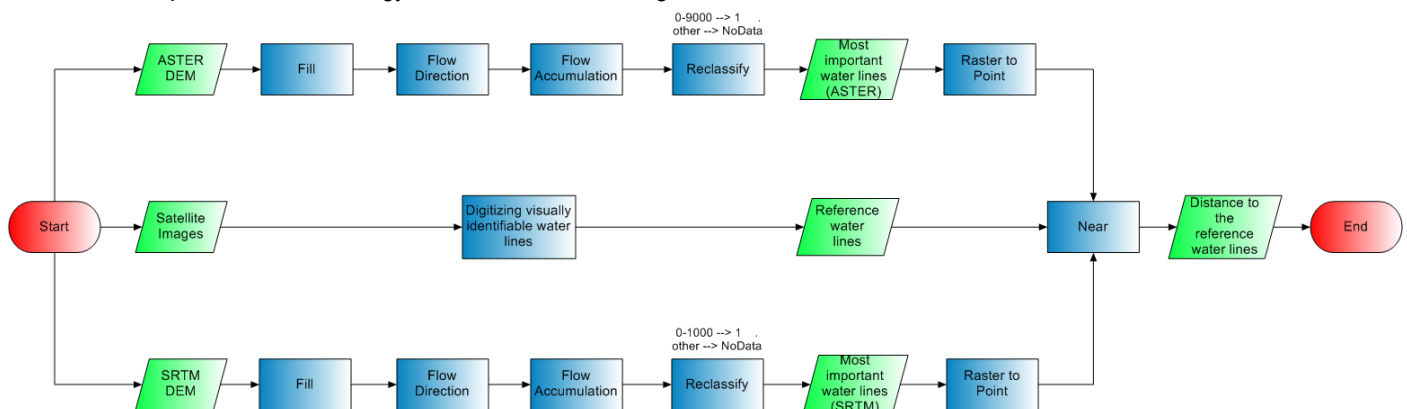 0-9000 --> 1 .
other --> NoData
ASTER
DEM
Fill
Flow
Direction
Flow
Accumulation
Reclassify
Most
important
water lines
(ASTER)
Raster to
Point
Start
Satellite
Images
Digitizing visually
identifiable water
lines
Reference
water
lines
Near
Distance to
the
reference
water lines
End
0-1000 --> 1 .
other --> NoData
SRTM
DEM
Fill
Flow
Direction
Flow
Accumulation
Reclassify
Most
important
water lines
(SRTM)
Raster to
Point